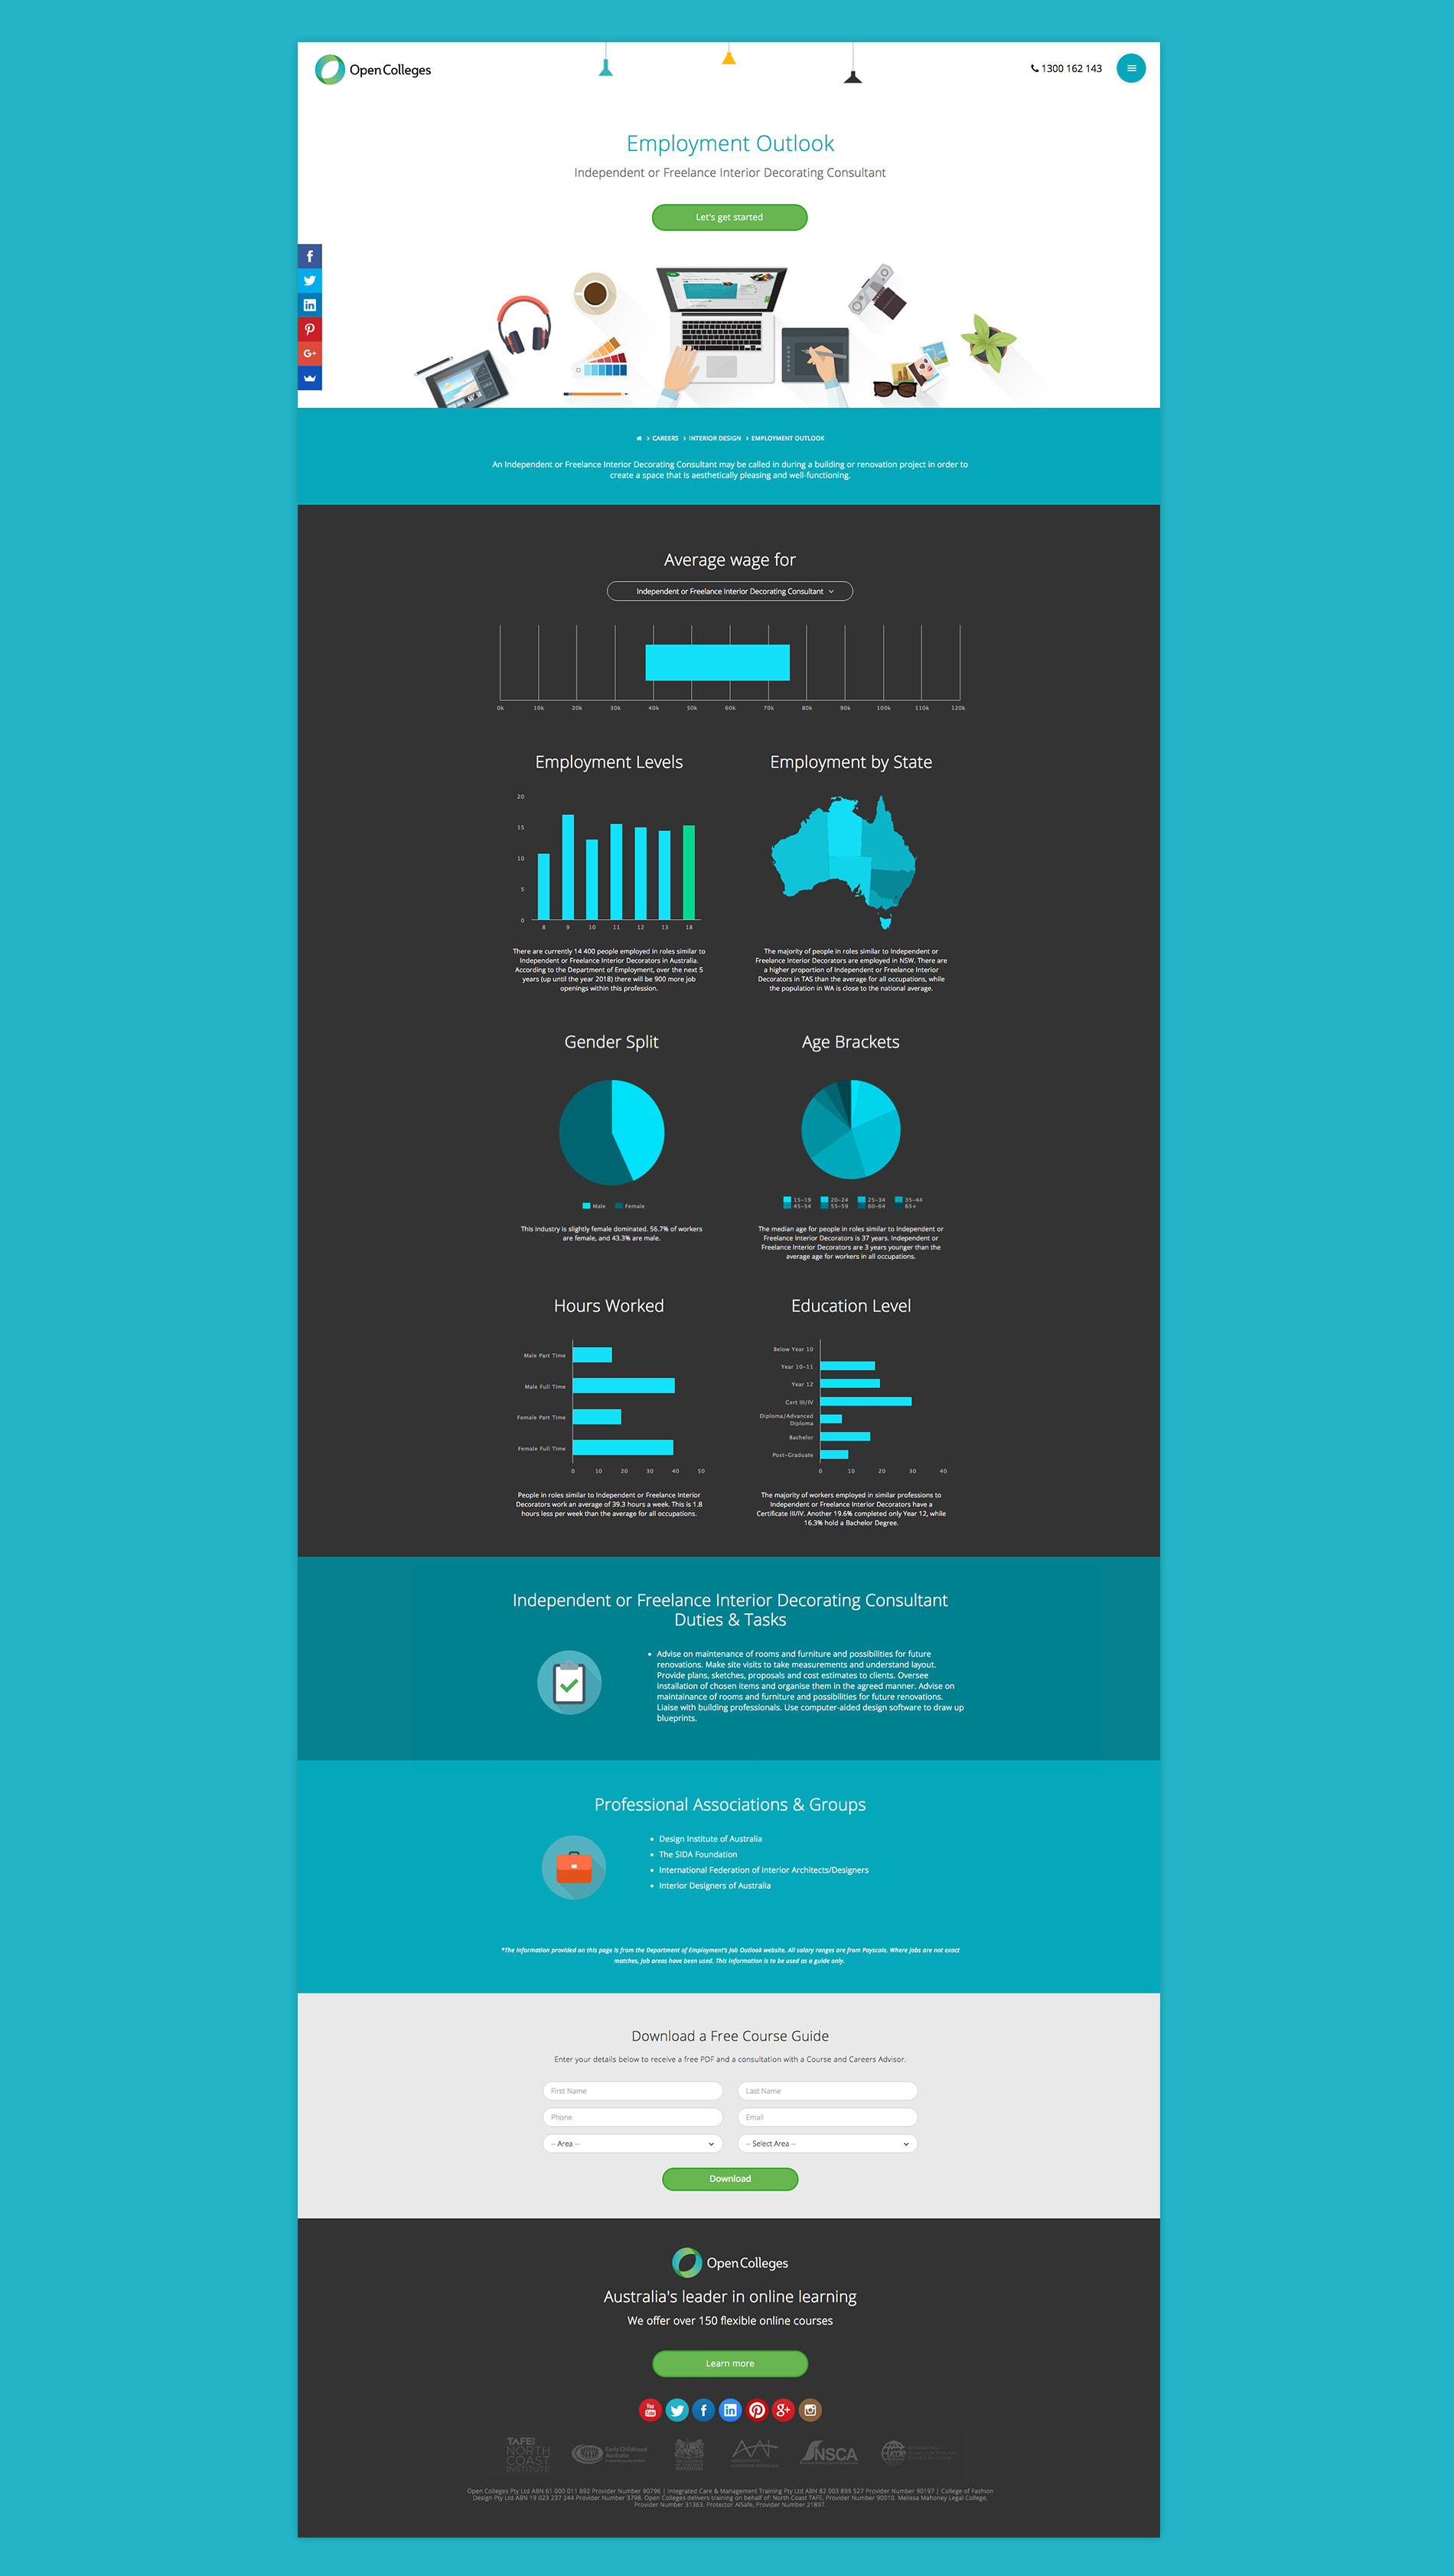 Open Colleges
1300 162 143
Employment Outlook
Independent or Freelance Interior Decorating Consultant
Let's get started
CAREERS > INTERIOR DESIGN > EMPLOYMENT OUTLOOK
An Independent or Freelance Interior Decorating Consultant may be called in during a building or renovation project in order to
create a space that is aesthetically pleasing and well-functioning.
Average wage for
Independent or Freelance Interior Decorating Consultant
0k 10k 20k 30k 40k 50k 60k 70k 80k 90k 100k 110k 120k
Employment Levels
20
15
10
5
0
8 9 10 11 12 13 18
There are currently 14 400 people employed in roles similar to
Independent or Freelance Interior Decorators in Australia.
According to the Department of Employment, over the next 5
years (up until the year 2018) there will be 900 more job
openings within this profession.
Employment by State
The majority of people in roles similar to Independent or
Freelance Interior Decorators are employed in NSW. There are
a higher proportion of Independent or Freelance Interior
Decorators in TAS than the average for all occupations, while
the population in WA is close to the national average.
Gender Split
Male Female
This industry is slightly female dominated. 56.7% of workers
are female, and 43.3% are male.
Age Brackets
15-19 20-24 25-34 35-44
45-54 55-59 60-64 65+
The median age for people in roles similar to Independent or
Freelance Interior Decorators is 37 years. Independent or
Freelance Interior Decorators are 3 years younger than the
average age for workers in all occupations.
Hours Worked
Male Part Time
Male Full Time
Female Part Time
Female Full Time
0 10 20 30 40 50
People in roles similar to Independent or Freelance Interior
Decorators work an average of 39.3 hours a week. This is 1.8
hours less per week than the average for all occupations.
Education Level
Below Year 10
Year 10-11
Year 12
Cert III/IV
Diploma/Advanced
Diploma
Bachelor
Post-Graduate
0 10 20 30 40
The majority of workers employed in similar professions to
Independent or Freelance Interior Decorators have a
Certificate III/IV. Another 19.6% completed only Year 12, while
16.3% hold a Bachelor Degree.
Independent or Freelance Interior Decorating Consultant
Duties & Tasks
• Advise on maintenance of rooms and furniture and possibilities for future
renovations. Make site visits to take measurements and understand layout.
Provide plans, sketches, proposals and cost estimates to clients. Oversee
installation of chosen items and organise them in the agreed manner. Advise on
maintainance of rooms and furniture and possibilities for future renovations.
Liaise with building professionals. Use computer-aided design software to draw up
blueprints.
Professional Associations & Groups
• Design Institute of Australia
• The SIDA Foundation
• International Federation of Interior Architects/Designers
• Interior Designers of Australia
*The information provided on this page is from the Department of Employment's Job Outlook website. All salary ranges are from Payscale. Where jobs are not exact
matches, job areas have been used. This information is to be used as a guide only.
Download a Free Course Guide
Enter your details below to receive a free PDF and a consultation with a Course and Careers Advisor.
First Name
Last Name
Phone
Email
-- Area --
-- Select Area --
Download
Open Colleges
Australia's leader in online learning
We offer over 150 flexible online courses
Learn more
You
Tube
TAFE
NORTH
COAST
INSTITUTE
Early Childhood
Australia
NSCA
icde
Open Colleges Pty Ltd ABN 61 000 011 692 Provider Number 90796 | Integrated Care & Management Training Pty Ltd ABN 82 003 899 527 Provider Number 90197 | College of Fashion
Design Pty Ltd ABN 19 023 237 244 Provider Number 3798. Open Colleges delivers training on behalf of: North Coast TAFE, Provider Number 90010. Melissa Mahoney Legal College,
Provider Number 31363. Protector AlSafe, Provider Number 21897.